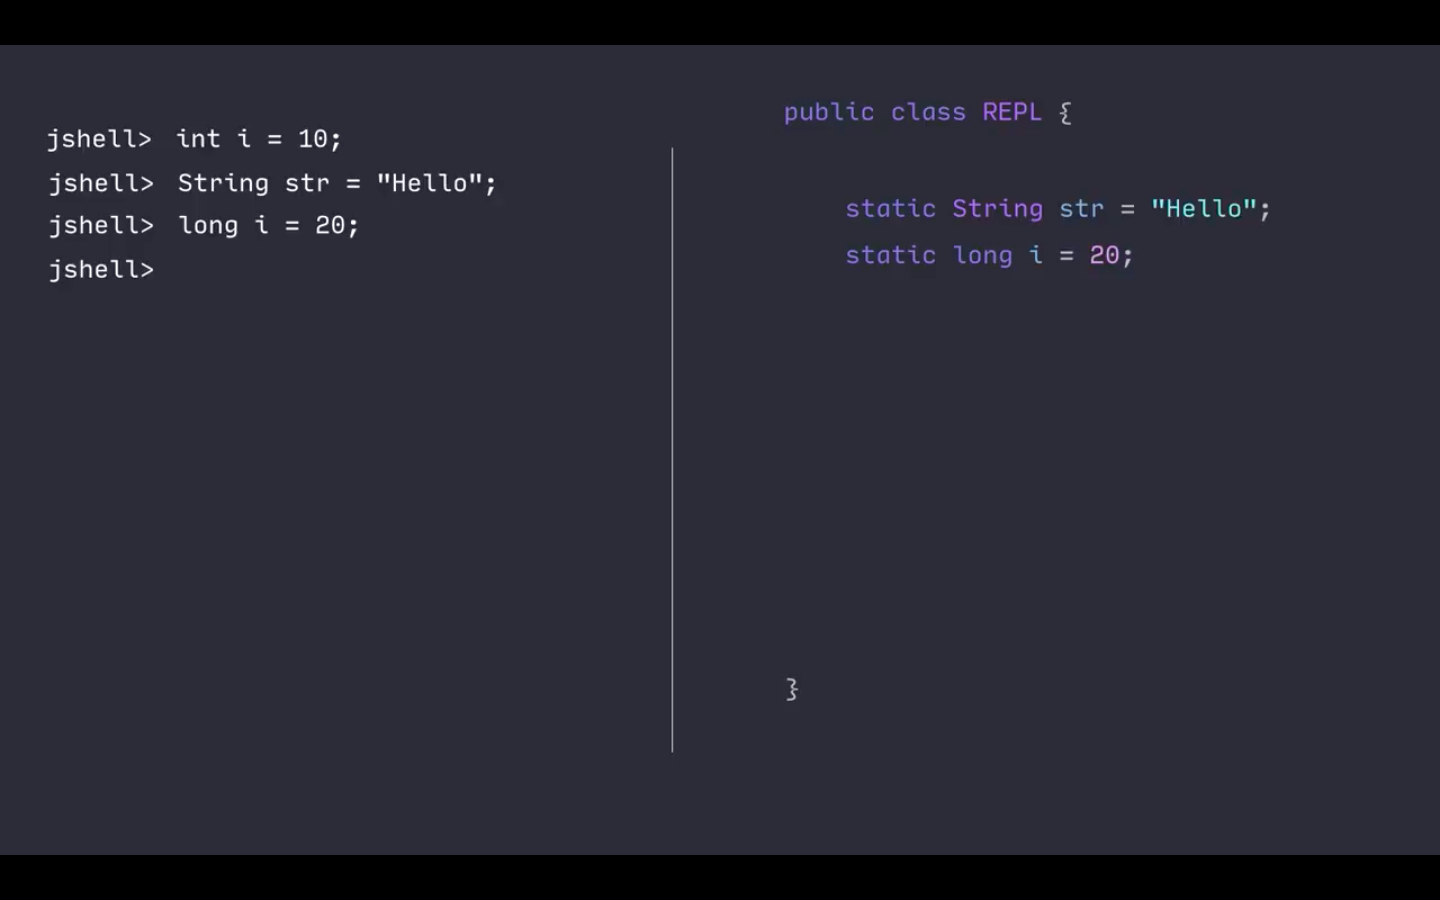 jshell> int i = 10;
jshell> String str = "Hello";
jshell> long i = 20;
jshell>
public class REPL {
static String str = "Hello";
static long i = 20;
}